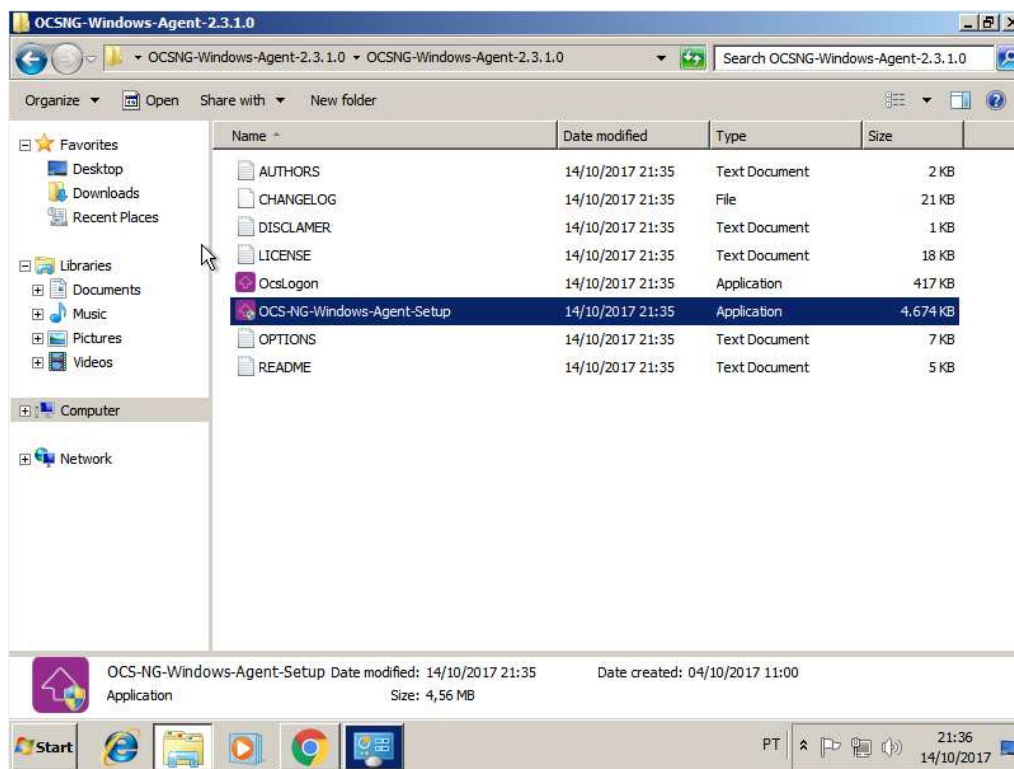 OCSNG-Windows-Agent-2.3.1.0
OCSNG-Windows-Agent-2.3.1.0 OCSNG-Windows-Agent-2.3.1.0 Search OCSNG-Windows-Agent-2.3.1.0
Organize Open Share with New folder
Favorites
Desktop
Downloads
Recent Places
Libraries
Documents
Music
Pictures
Videos
Computer
Network
Name Date modified Type Size
AUTHORS 14/10/2017 21:35 Text Document 2 KB
CHANGELOG 14/10/2017 21:35 File 21 KB
DISCLAMER 14/10/2017 21:35 Text Document 1 KB
LICENSE 14/10/2017 21:35 Text Document 18 KB
OcsLogon 14/10/2017 21:35 Application 417 KB
OCS-NG-Windows-Agent-Setup 14/10/2017 21:35 Application 4.674 KB
OPTIONS 14/10/2017 21:35 Text Document 7 KB
README 14/10/2017 21:35 Text Document 5 KB
OCS-NG-Windows-Agent-Setup Date modified: 14/10/2017 21:35 Date created: 04/10/2017 11:00
Application Size: 4,56 MB
Start PT 21:36
14/10/2017